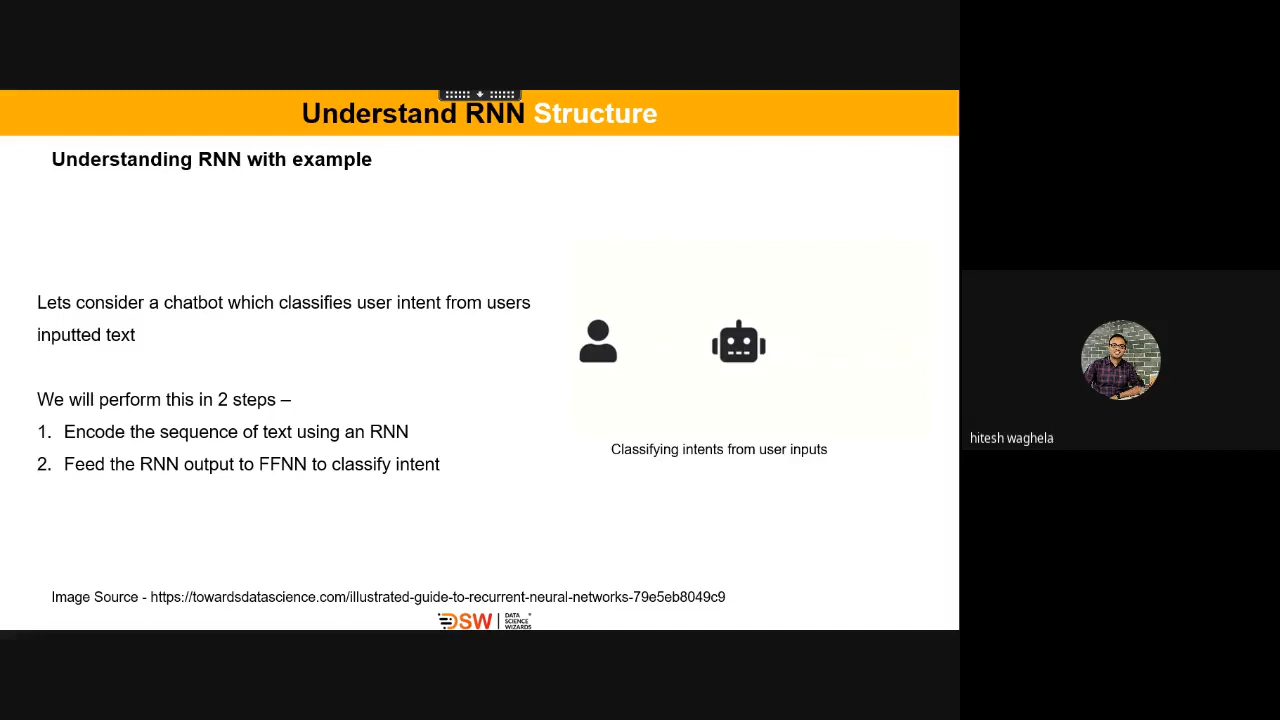 Understand RNN Structure
Understanding RNN with example
Lets consider a chatbot which classifies user intent from users
inputted text
We will perform this in 2 steps –
1. Encode the sequence of text using an RNN
2. Feed the RNN output to FFNN to classify intent
Classifying intents from user inputs
hitesh waghela
Image Source - https://towardsdatascience.com/illustrated-guide-to-recurrent-neural-networks-79e5eb8049c9
DSW
DATA
SCIENCE
WIZARDS